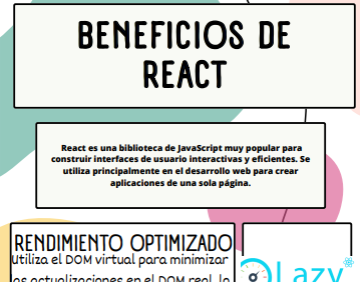 BENEFICIOS DE
REACT
React es una biblioteca de JavaScript muy popular para
construir interfaces de usuario interactivas y eficientes. Se
utiliza principalmente en el desarrollo web para crear
aplicaciones de una sola página.
RENDIMIENTO OPTIMIZADO
Utiliza el DOM virtual para minimizar
las actualizaciones en el DOM real, lo
Lazy